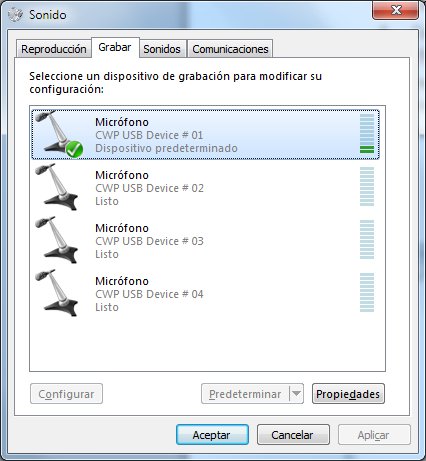 Sonido
Reproducción Grabar Sonidos Comunicaciones
Seleccione un dispositivo de grabación para modificar su
configuración:
Micrófono
CWP USB Device # 01
Dispositivo predeterminado
Micrófono
CWP USB Device # 02
Listo
Micrófono
CWP USB Device # 03
Listo
Micrófono
CWP USB Device # 04
Listo
Configurar Predeterminar Propiedades
Aceptar Cancelar Aplicar